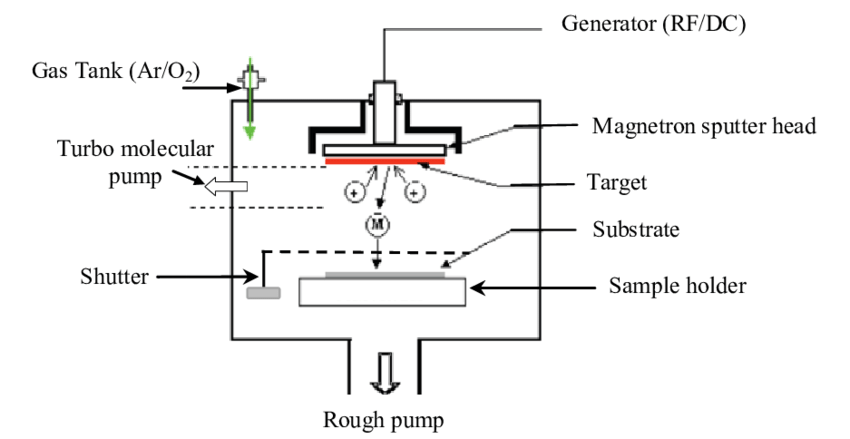 Generator (RF/DC)
Gas Tank (Ar/O₂)
Magnetron sputter head
Turbo molecular
pump
Target
+
+
M
Substrate
Shutter
Sample holder
Rough pump